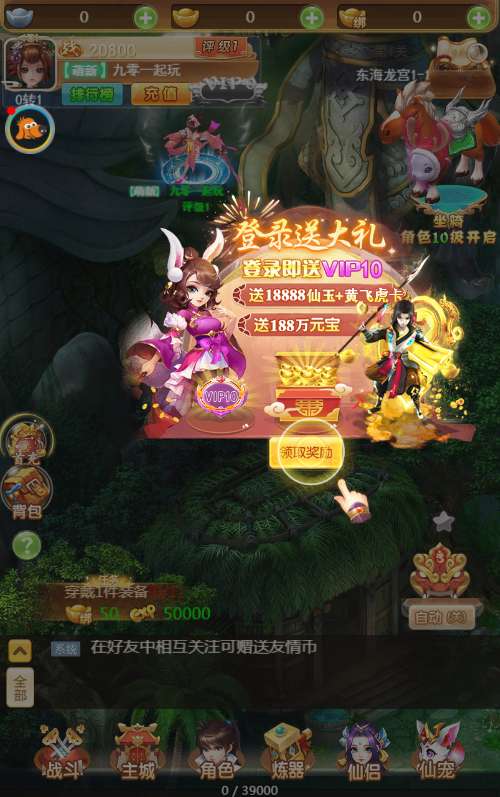 0
0
绑
0
战 20800
评级1
【萌新】九零一起玩
排行榜
充值
VIP
0转1
东海龙宫1-1
【萌新】九零一起玩
评级1
坐骑
角色10级开启
登录送大礼
登录即送VIP10
送18888仙玉+黄飞虎卡
送188万元宝
VIP10
领取奖励
首充
背包
?
任务
穿戴1件装备
绑 50 EXP 50000
自动(关)
系统 在好友中相互关注可赠送友情币
全部
战斗
主城
角色
炼器
仙侣
仙宠
0 / 39000